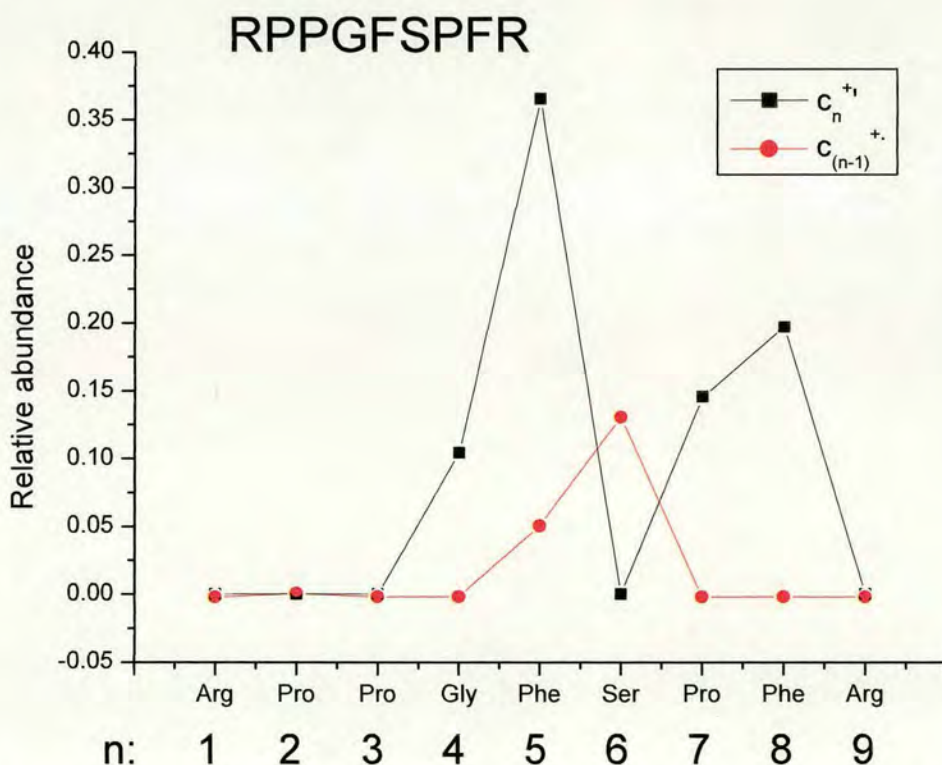 RPPGFSPFR
C_n^{+'}
C_{(n-1)}^{+.}
Relative abundance
0.40
0.35
0.30
0.25
0.20
0.15
0.10
0.05
0.00
-0.05
Arg Pro Pro Gly Phe Ser Pro Phe Arg
n: 1 2 3 4 5 6 7 8 9